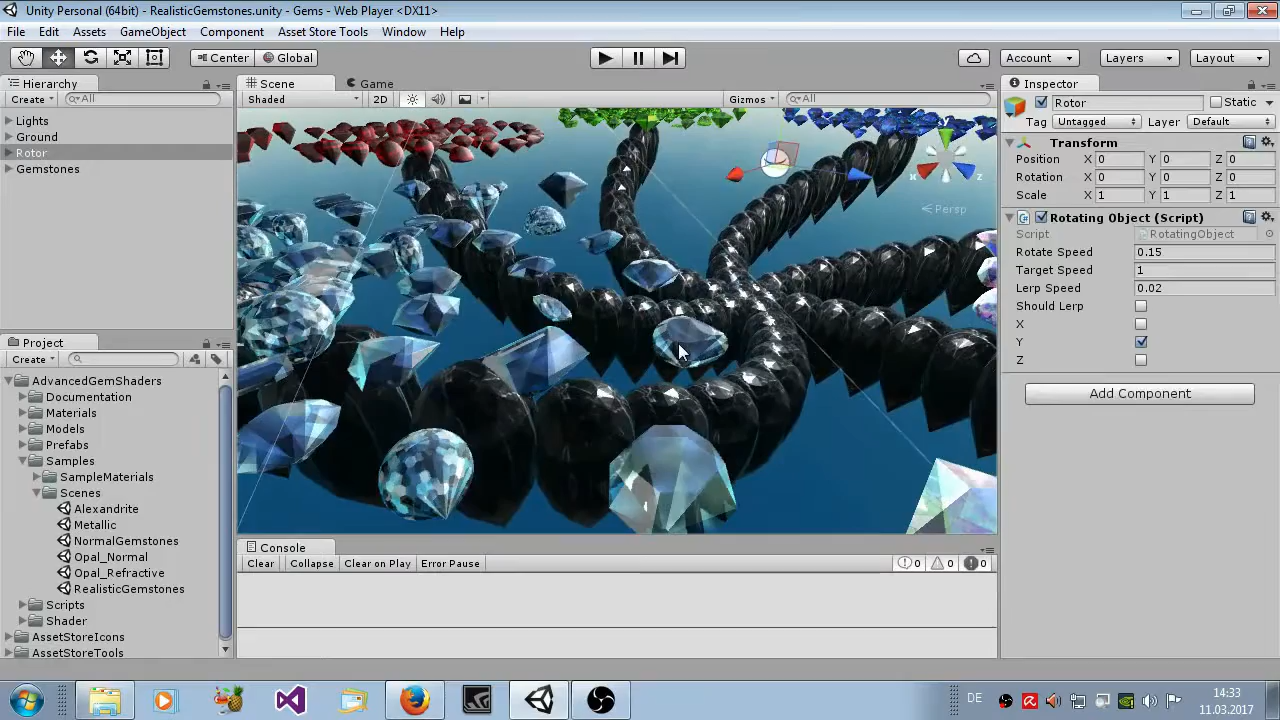 Unity Personal (64bit) - RealisticGemstones.unity - Gems - Web Player <DX11>
File Edit Assets GameObject Component Asset Store Tools Window Help
Center Global Account Layers Layout
Hierarchy
Create All
Lights
Ground
Rotor
Gemstones
Scene Game
Shaded 2D Gizmos All
x z
Persp
Inspector
Rotor Static
Tag Untagged Layer Default
Transform
Position X 0 Y 0 Z 0
Rotation X 0 Y 0 Z 0
Scale X 1 Y 1 Z 1
Rotating Object (Script)
Script RotatingObject
Rotate Speed 0.15
Target Speed 1
Lerp Speed 0.02
Should Lerp
X
Y
Z
Add Component
Project
Create
AdvancedGemShaders
Documentation
Materials
Models
Prefabs
Samples
SampleMaterials
Scenes
Alexandrite
Metallic
NormalGemstones
Opal_Normal
Opal_Refractive
RealisticGemstones
Scripts
Shader
AssetStoreIcons
AssetStoreTools
Console
Clear Collapse Clear on Play Error Pause 0 0 0
DE 14:33
11.03.2017